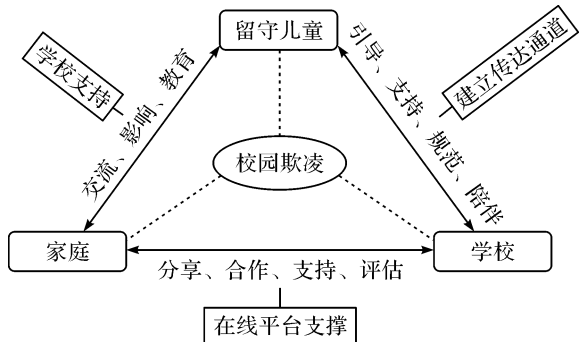 留守儿童
学校支持
交流、影响、教育
引导、支持、规范、陪伴
建立传达通道
校园欺凌
家庭
学校
分享、合作、支持、评估
在线平台支撑